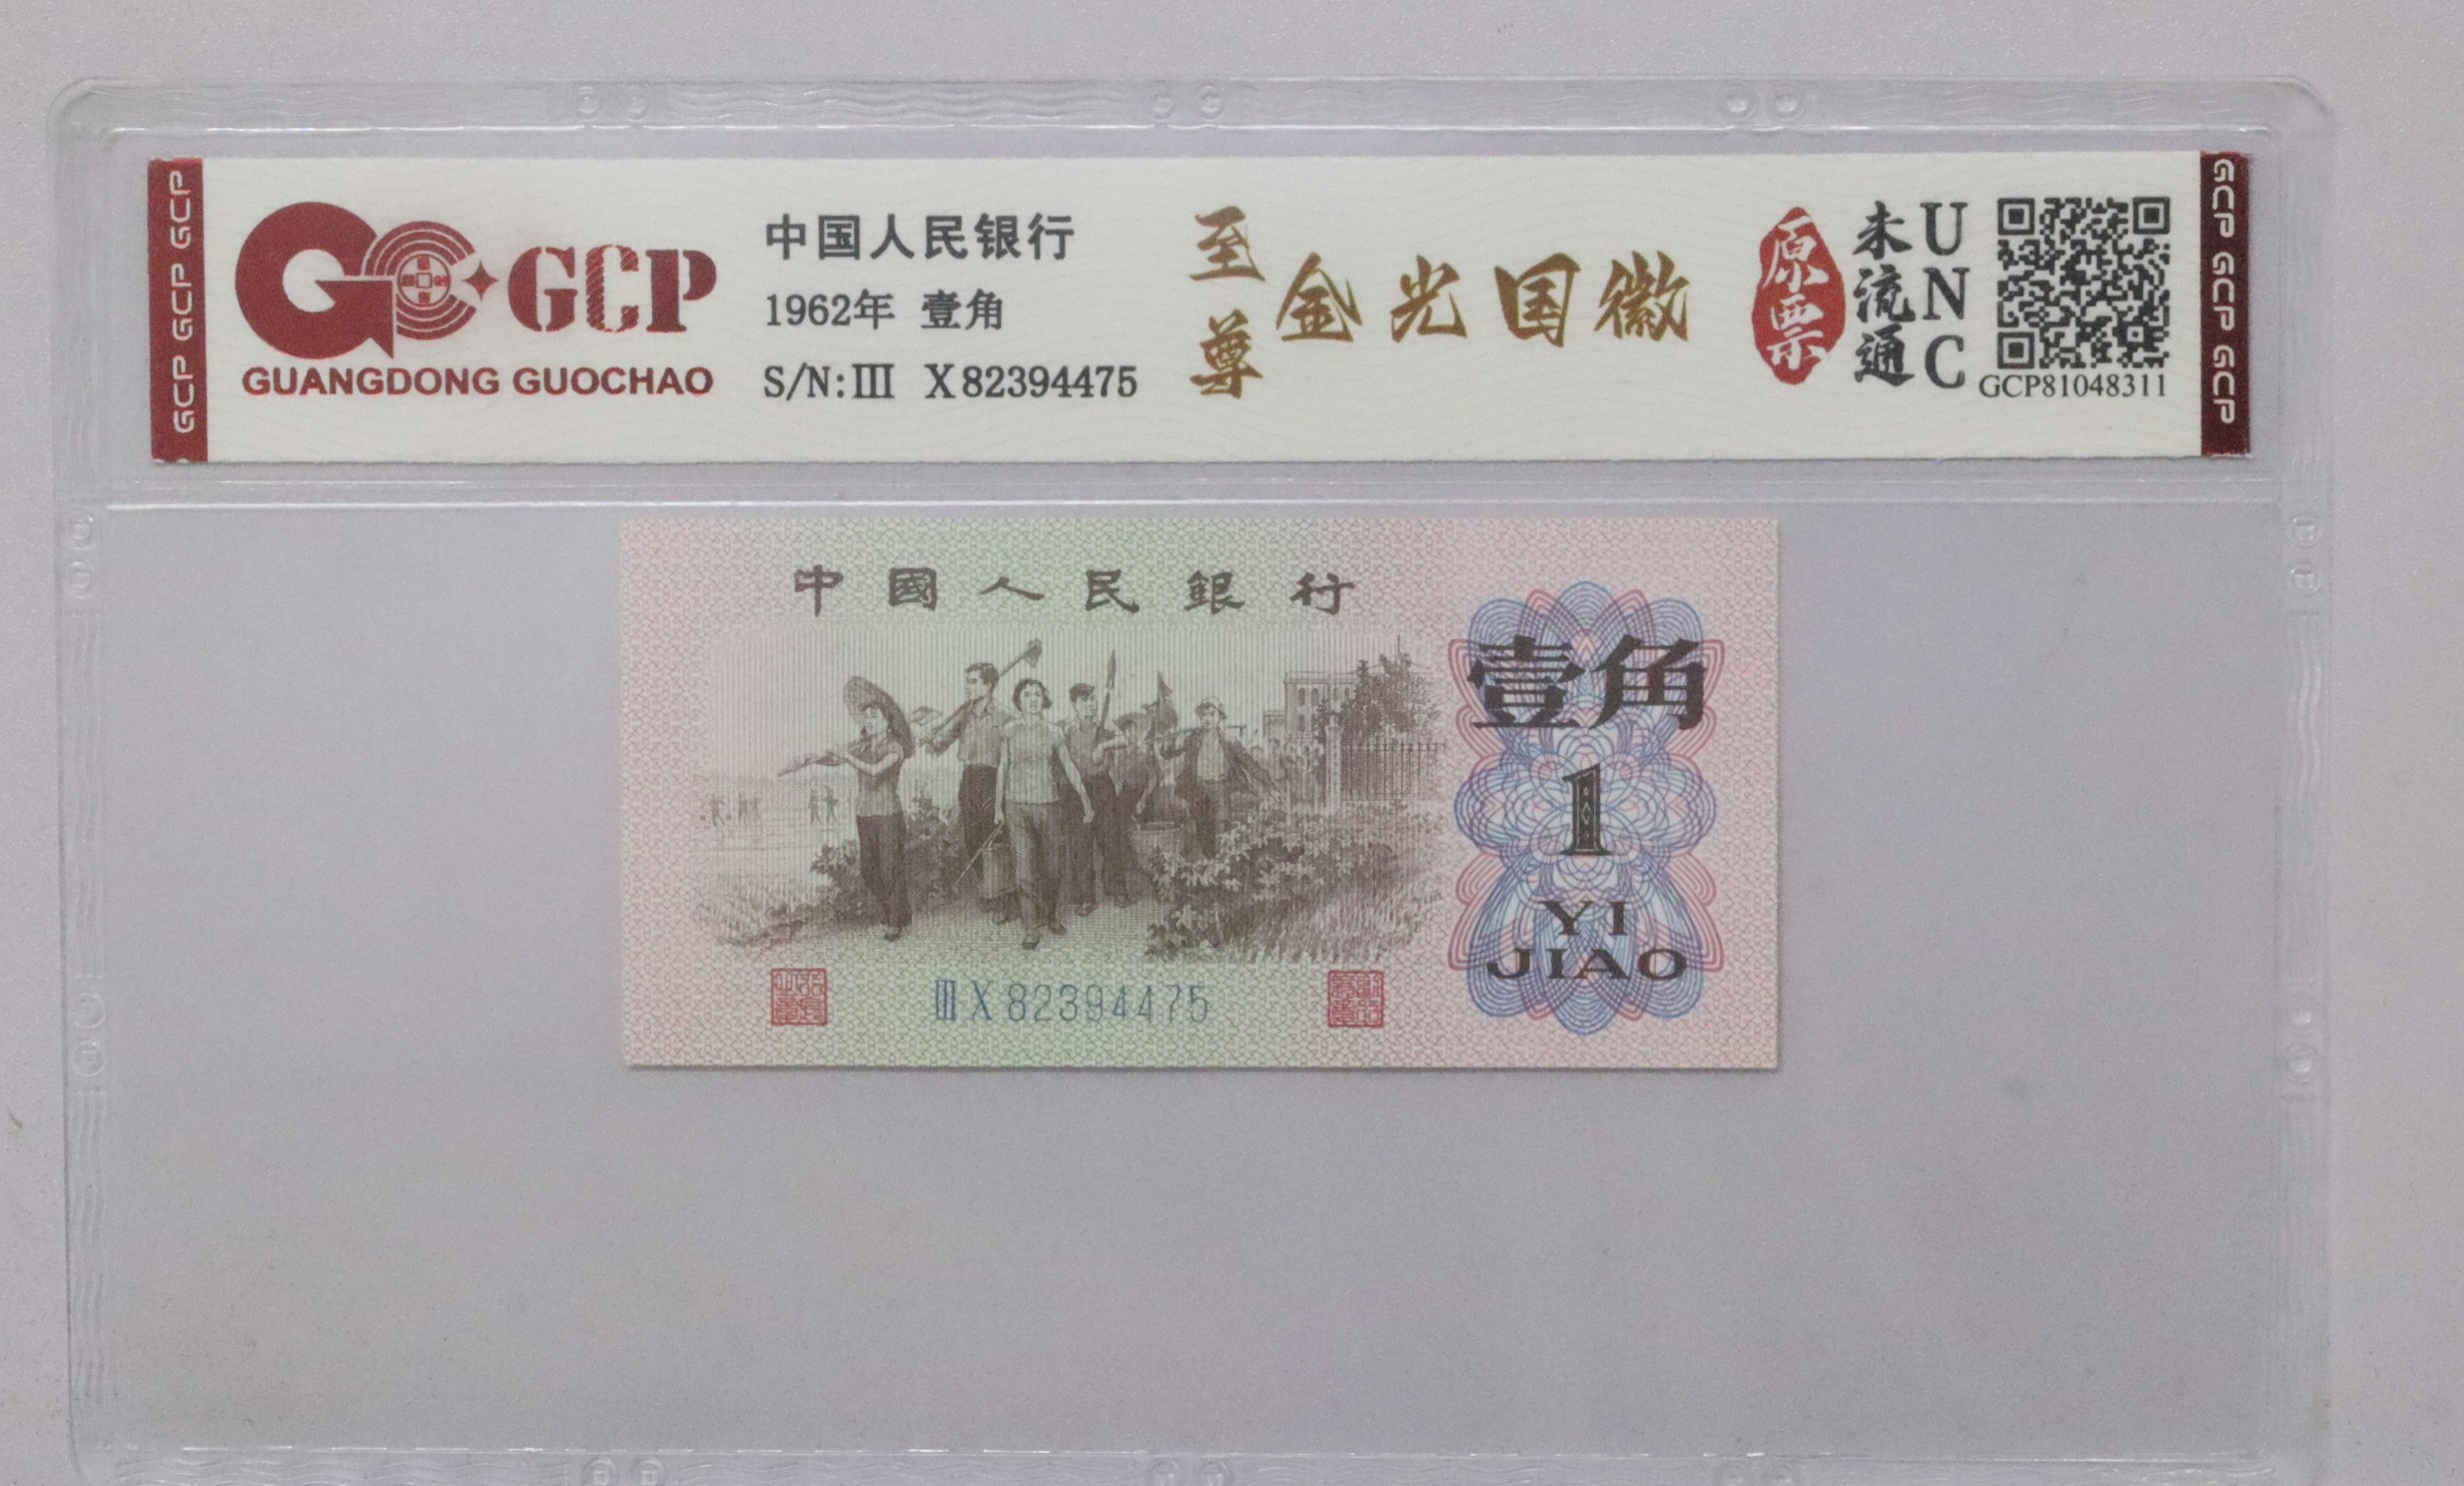 GCP GCP GCP
GCP
GUANGDONG GUOCHAO
中国人民银行
1962年 壹角
S/N:Ⅲ X82394475
至尊
金光国徽
原票
未流通
UNC
GCP81048311
GCP GCP GCP
中國人民銀行
壹角
1
YI
JIAO
ⅢX82394475